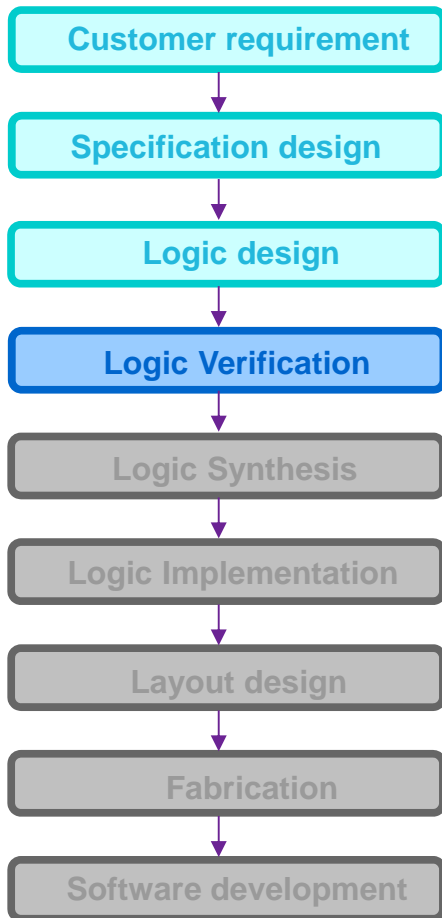 Customer requirement
Specification design
Logic design
Logic Verification
Logic Synthesis
Logic Implementation
Layout design
Fabrication
Software development